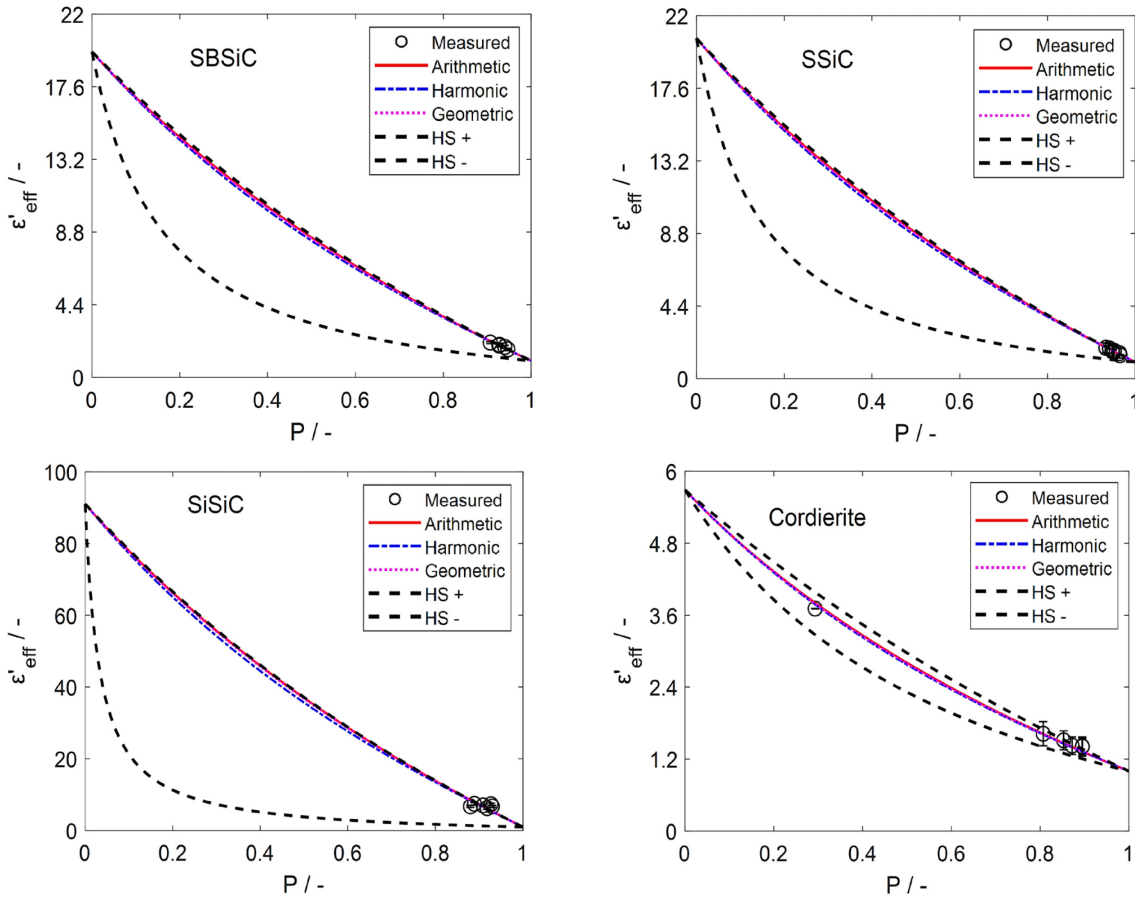 22
17.6
13.2
8.8
4.4
0
ε'eff / -
SBSiC
Measured
Arithmetic
Harmonic
Geometric
HS +
HS -
0 0.2 0.4 0.6 0.8 1
P / -
22
17.6
13.2
8.8
4.4
0
ε'eff / -
SSiC
Measured
Arithmetic
Harmonic
Geometric
HS +
HS -
0 0.2 0.4 0.6 0.8 1
P / -
100
80
60
40
20
0
ε'eff / -
SiSiC
Measured
Arithmetic
Harmonic
Geometric
HS +
HS -
0 0.2 0.4 0.6 0.8 1
P / -
6
4.8
3.6
2.4
1.2
0
ε'eff / -
Cordierite
Measured
Arithmetic
Harmonic
Geometric
HS +
HS -
0 0.2 0.4 0.6 0.8 1
P / -